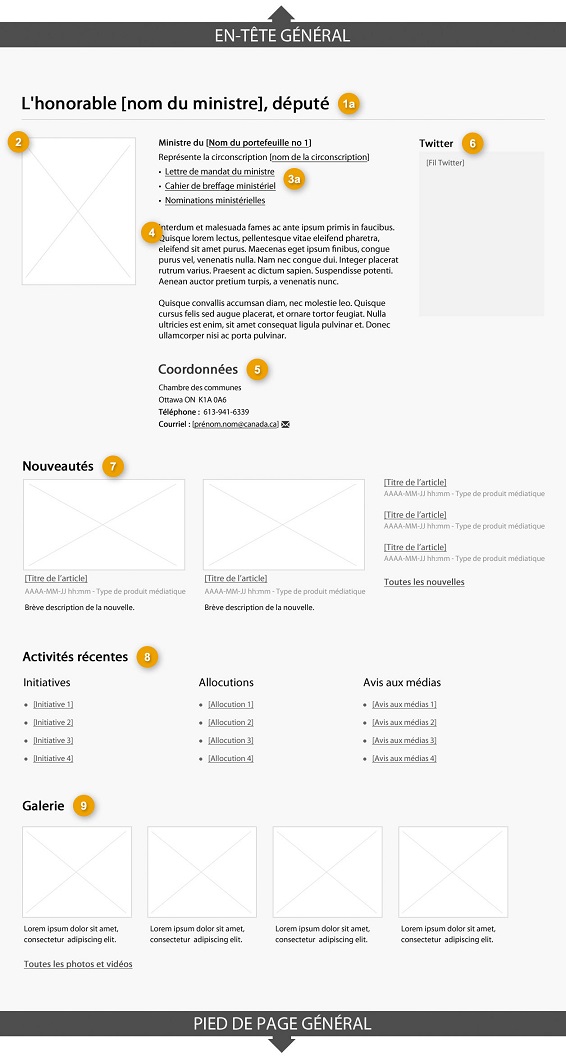 EN-TÊTE GÉNÉRAL
L'honorable [nom du ministre], député 1a
2
Ministre du [Nom du portefeuille no 1]
Représente la circonscription [nom de la circonscription]
• Lettre de mandat du ministre
• Cahier de breffage ministériel
3a
• Nominations ministérielles
4
Interdum et malesuada fames ac ante ipsum primis in faucibus.
Quisque lorem lectus, pellentesque vitae eleifend pharetra,
eleifend sit amet purus. Maecenas eget ipsum finibus, congue
purus vel, venenatis nulla. Nam nec congue dui. Integer placerat
rutrum varius. Praesent ac dictum sapien. Suspendisse potenti.
Aenean auctor pretium turpis, a venenatis nunc.
Quisque convallis accumsan diam, nec molestie leo. Quisque
cursus felis sed augue placerat, et ornare tortor feugiat. Nulla
ultricies est enim, sit amet consequat ligula pulvinar et. Donec
ullamcorper nisi ac porta pulvinar.
Coordonnées 5
Chambre des communes
Ottawa ON K1A 0A6
Téléphone : 613-941-6339
Courriel : [prénom.nom@canada.ca]
Twitter 6
[Fil Twitter]
Nouveautés 7
[Titre de l'article]
AAAA-MM-JJ hh:mm - Type de produit médiatique
Brève description de la nouvelle.
[Titre de l'article]
AAAA-MM-JJ hh:mm - Type de produit médiatique
Brève description de la nouvelle.
[Titre de l'article]
AAAA-MM-JJ hh:mm - Type de produit médiatique
[Titre de l'article]
AAAA-MM-JJ hh:mm - Type de produit médiatique
[Titre de l'article]
AAAA-MM-JJ hh:mm - Type de produit médiatique
Toutes les nouvelles
Activités récentes 8
Initiatives
• [Initiative 1]
• [Initiative 2]
• [Initiative 3]
• [Initiative 4]
Allocutions
• [Allocution 1]
• [Allocution 2]
• [Allocution 3]
• [Allocution 4]
Avis aux médias
• [Avis aux médias 1]
• [Avis aux médias 2]
• [Avis aux médias 3]
• [Avis aux médias 4]
Galerie 9
Lorem ipsum dolor sit amet,
consectetur adipiscing elit.
Lorem ipsum dolor sit amet,
consectetur adipiscing elit.
Lorem ipsum dolor sit amet,
consectetur adipiscing elit.
Lorem ipsum dolor sit amet,
consectetur adipiscing elit.
Toutes les photos et vidéos
PIED DE PAGE GÉNÉRAL